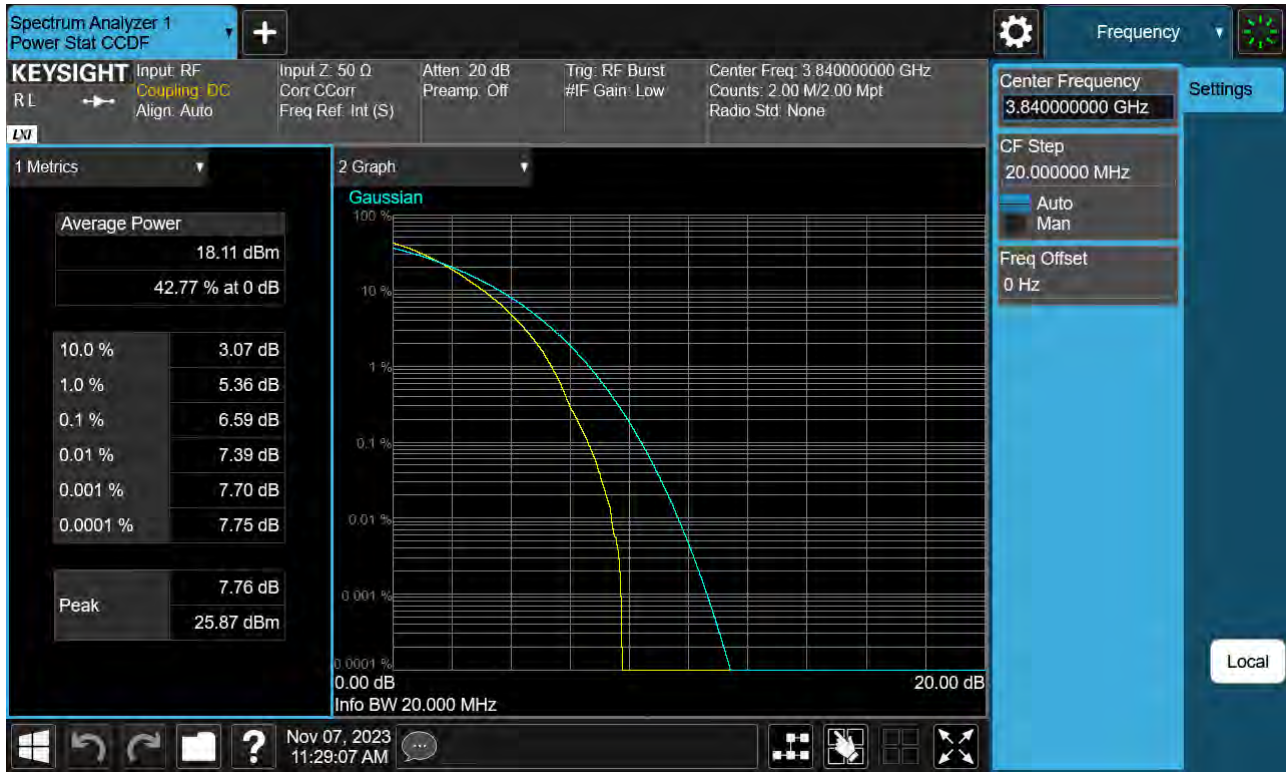 Spectrum Analyzer 1
Power Stat CCDF
Frequency
KEYSIGHT
RL
LXI
Input: RF
Coupling: DC
Align: Auto
Input Z: 50 Ω
Corr CCorr
Freq Ref: Int (S)
Atten: 20 dB
Preamp: Off
Trig: RF Burst
#IF Gain: Low
Center Freq: 3.840000000 GHz
Counts: 2.00 M/2.00 Mpt
Radio Std: None
Center Frequency
3.840000000 GHz
Settings
CF Step
20.000000 MHz
Auto
Man
Freq Offset
0 Hz
1 Metrics
Average Power
18.11 dBm
42.77 % at 0 dB
10.0 % 3.07 dB
1.0 % 5.36 dB
0.1 % 6.59 dB
0.01 % 7.39 dB
0.001 % 7.70 dB
0.0001 % 7.75 dB
Peak
7.76 dB
25.87 dBm
2 Graph
Gaussian
100 %
10 %
1 %
0.1 %
0.01 %
0.001 %
0.0001 %
0.00 dB 20.00 dB
Info BW 20.000 MHz
Local
?
Nov 07, 2023
11:29:07 AM